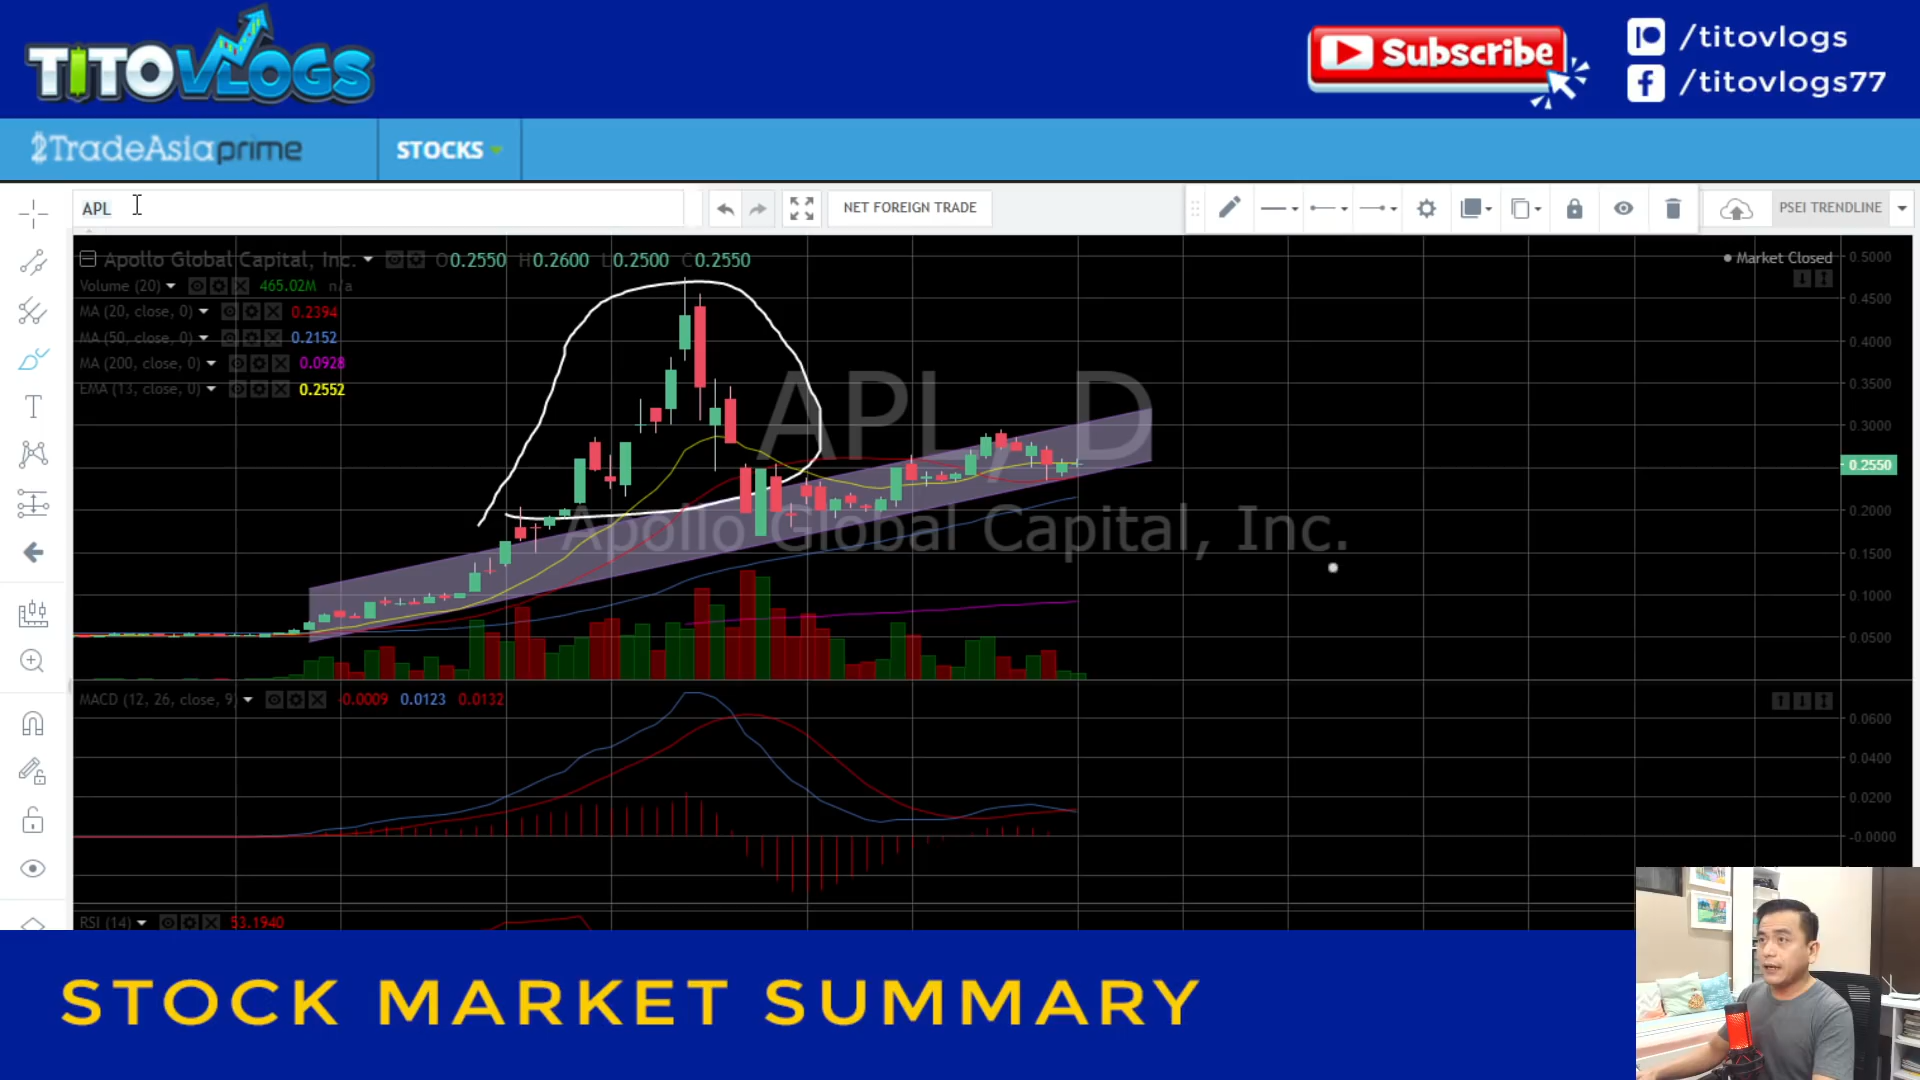 TITOVLOGS
Subscribe
/titovlogs
/titovlogs77
2TradeAsiaprime
STOCKS
APL
NET FOREIGN TRADE
PSEI TRENDLINE
Apollo Global Capital, Inc. O0.2550 H0.2600 L0.2500 C0.2550
Market Closed
Volume (20) 465.02M n/a
MA (20, close, 0) 0.2394
MA (50, close, 0) 0.2152
MA (200, close, 0) 0.0928
EMA (13, close, 0) 0.2552
APL, D
Apollo Global Capital, Inc.
0.5000
0.4500
0.4000
0.3500
0.3000
0.2550
0.2000
0.1500
0.1000
0.0500
MACD (12, 26, close, 9) -0.0009 0.0123 0.0132
0.0600
0.0400
0.0200
-0.0000
RSI (14) 53.1940
STOCK MARKET SUMMARY